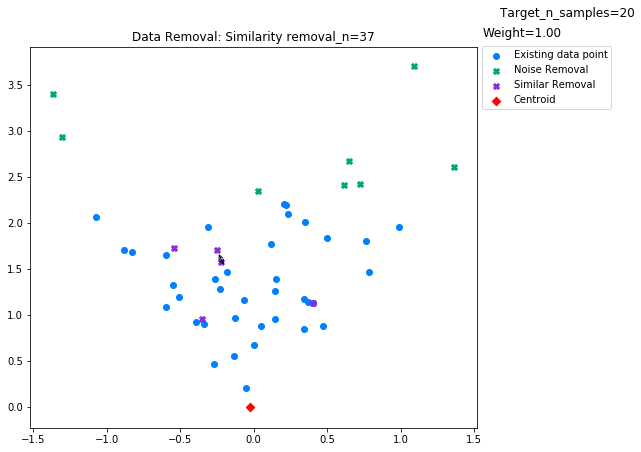 Target_n_samples=20
Weight=1.00
Data Removal: Similarity removal_n=37
Existing data point
Noise Removal
Similar Removal
Centroid
3.5
3.0
2.5
2.0
1.5
1.0
0.5
0.0
−1.5 −1.0 −0.5 0.0 0.5 1.0 1.5